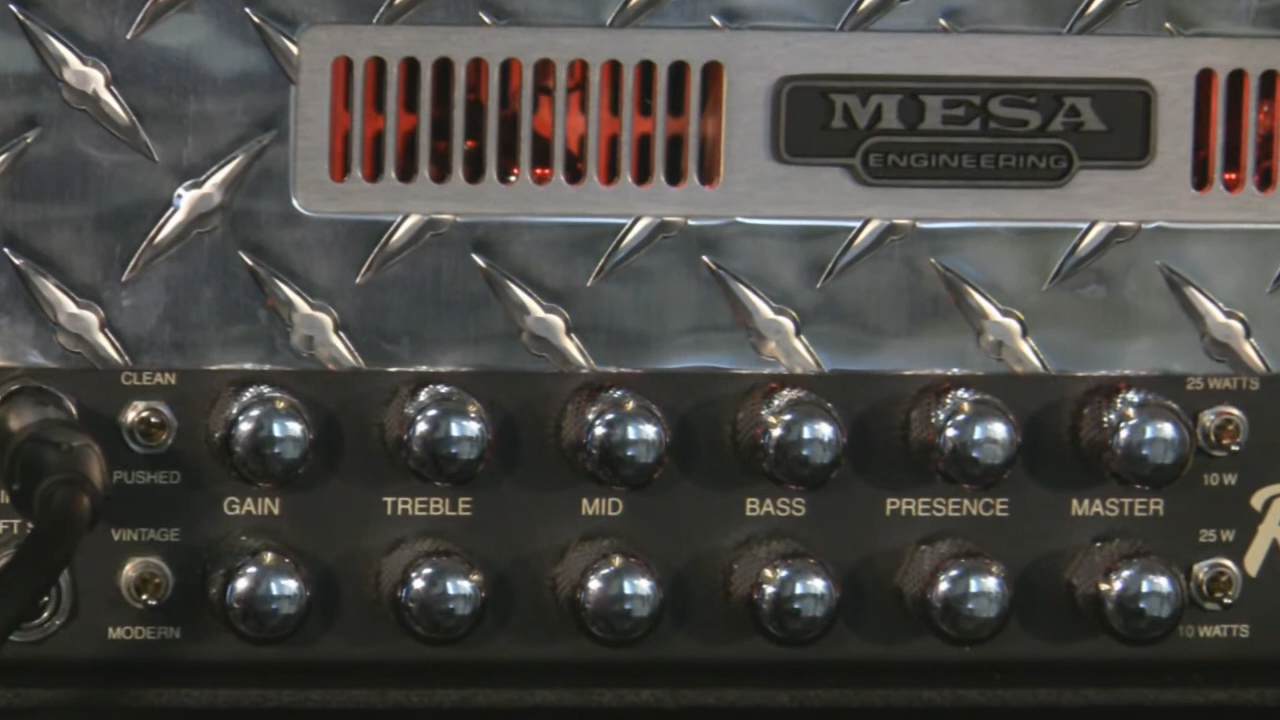 MESA
ENGINEERING
CLEAN
25 WATTS
PUSHED
10 W
GAIN TREBLE MID BASS PRESENCE MASTER
VINTAGE
25 W
MODERN
10 WATTS